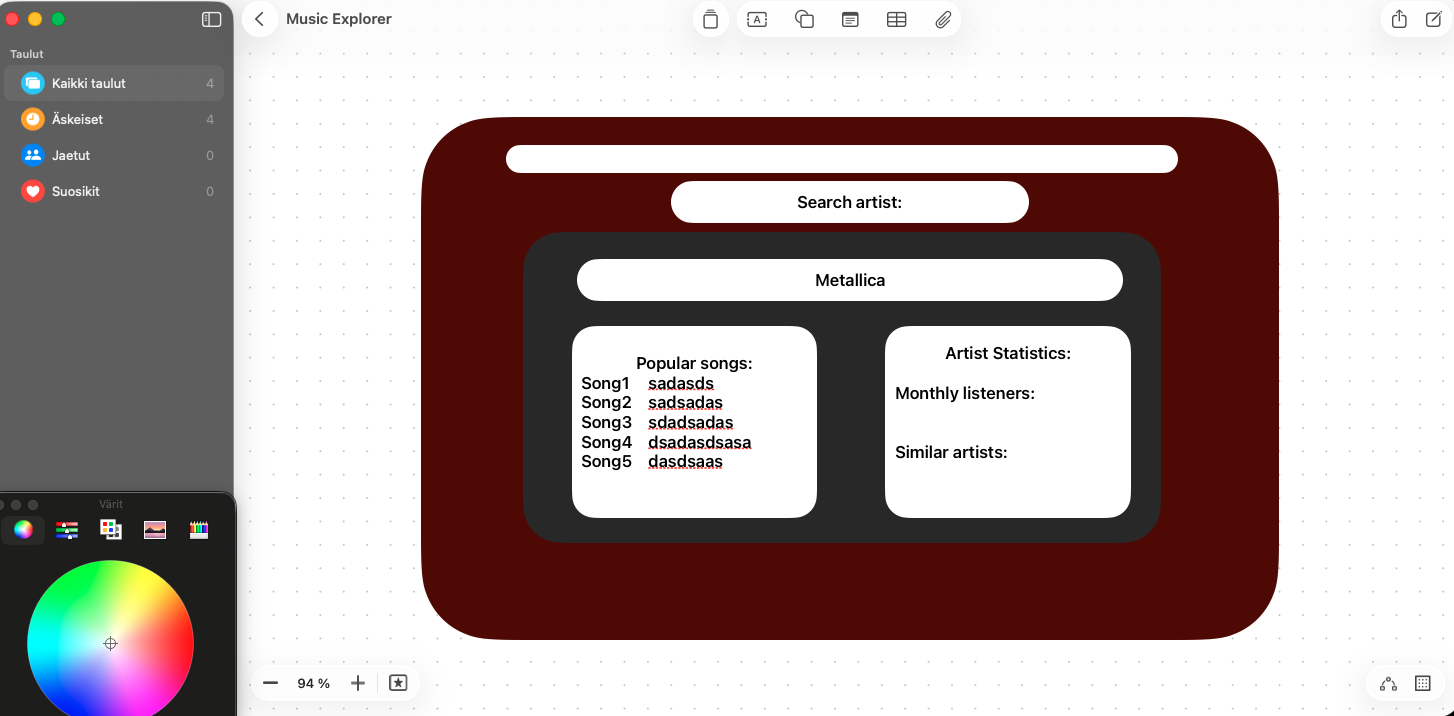 Music Explorer
Taulut
Kaikki taulut 4
Äskeiset 4
Jaetut 0
Suosikit 0
Värit
A
Search artist:
Metallica
Popular songs:
Song1 sadasds
Song2 sadsadas
Song3 sdadsadas
Song4 dsadasdsasa
Song5 dasdsaas
Artist Statistics:
Monthly listeners:
Similar artists:
94 %